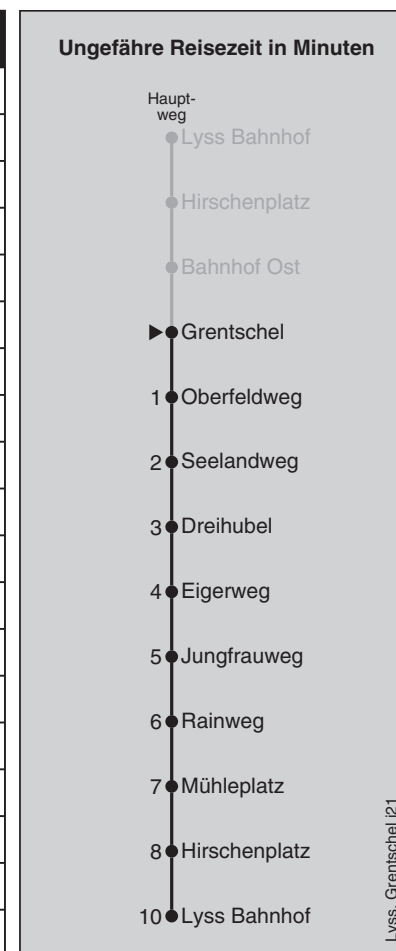 Ungefähre Reisezeit in Minuten
Haupt-
weg
Lyss Bahnhof
Hirschenplatz
Bahnhof Ost
Grentschel
1 Oberfeldweg
2 Seelandweg
3 Dreihubel
4 Eigerweg
5 Jungfrauweg
6 Rainweg
7 Mühleplatz
8 Hirschenplatz
10 Lyss Bahnhof
Lyss, Grentschel j21